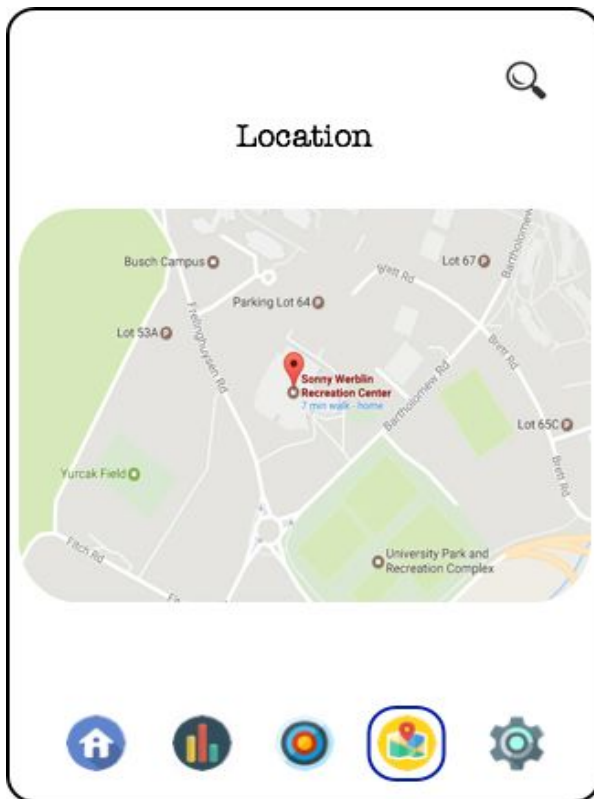 Location
Busch Campus
Lot 67
Brett Rd
Bartholomew
Parking Lot 64
Lot 53A
Frelinghuysen Rd
Brett Rd
Sonny Werblin
Recreation Center
7 min walk - home
Bartholomew Rd
Lot 65C
Brett Rd
Yurcak Field
Fitch Rd
University Park and
Recreation Complex